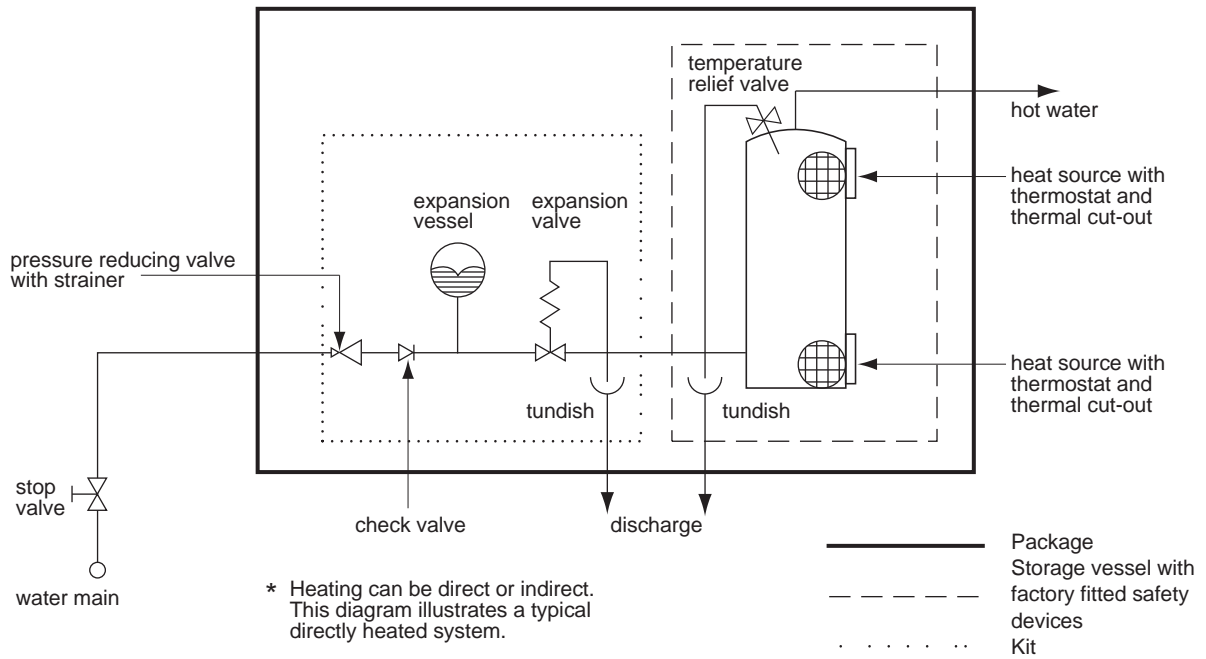 temperature
relief valve
hot water
expansion
vessel
expansion
valve
heat source with
thermostat and
thermal cut-out
pressure reducing valve
with strainer
heat source with
thermostat and
thermal cut-out
tundish
tundish
stop
valve
check valve
discharge
water main
* Heating can be direct or indirect.
This diagram illustrates a typical
directly heated system.
Package
Storage vessel with
factory fitted safety
devices
Kit